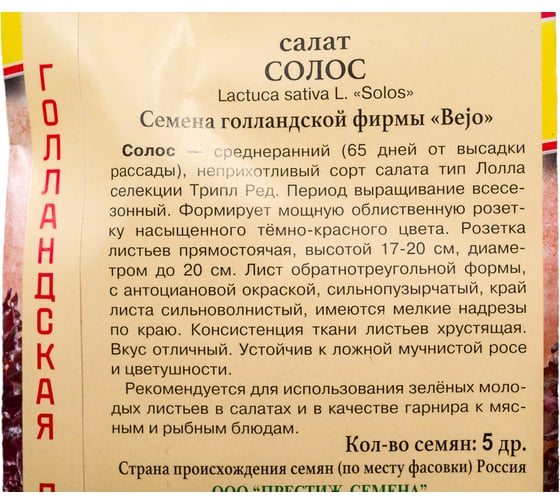 салат
СОЛОС
Lactuca sativa L. «Solos»
Семена голландской фирмы «Bejo»
Солос — среднеранний (65 дней от высадки
рассады), неприхотливый сорт салата тип Лолла
селекции Трипл Ред. Период выращивание всесе-
зонный. Формирует мощную облиственную розет-
ку насыщенного тёмно-красного цвета. Розетка
листьев прямостоячая, высотой 17-20 см, диаме-
тром до 20 см. Лист обратнотреугольной формы,
с антоциановой окраской, сильнопузырчатый, край
листа сильноволнистый, имеются мелкие надрезы
по краю. Консистенция ткани листьев хрустящая.
Вкус отличный. Устойчив к ложной мучнистой росе
и цветушности.
Рекомендуется для использования зелёных моло-
дых листьев в салатах и в качестве гарнира к мяс-
ным и рыбным блюдам.
Кол-во семян: 5 др.
Страна происхождения семян (по месту фасовки) Россия
ООО "ПРЕСТИЖ-СЕМЕНА"
ГОЛЛАНДСКАЯ